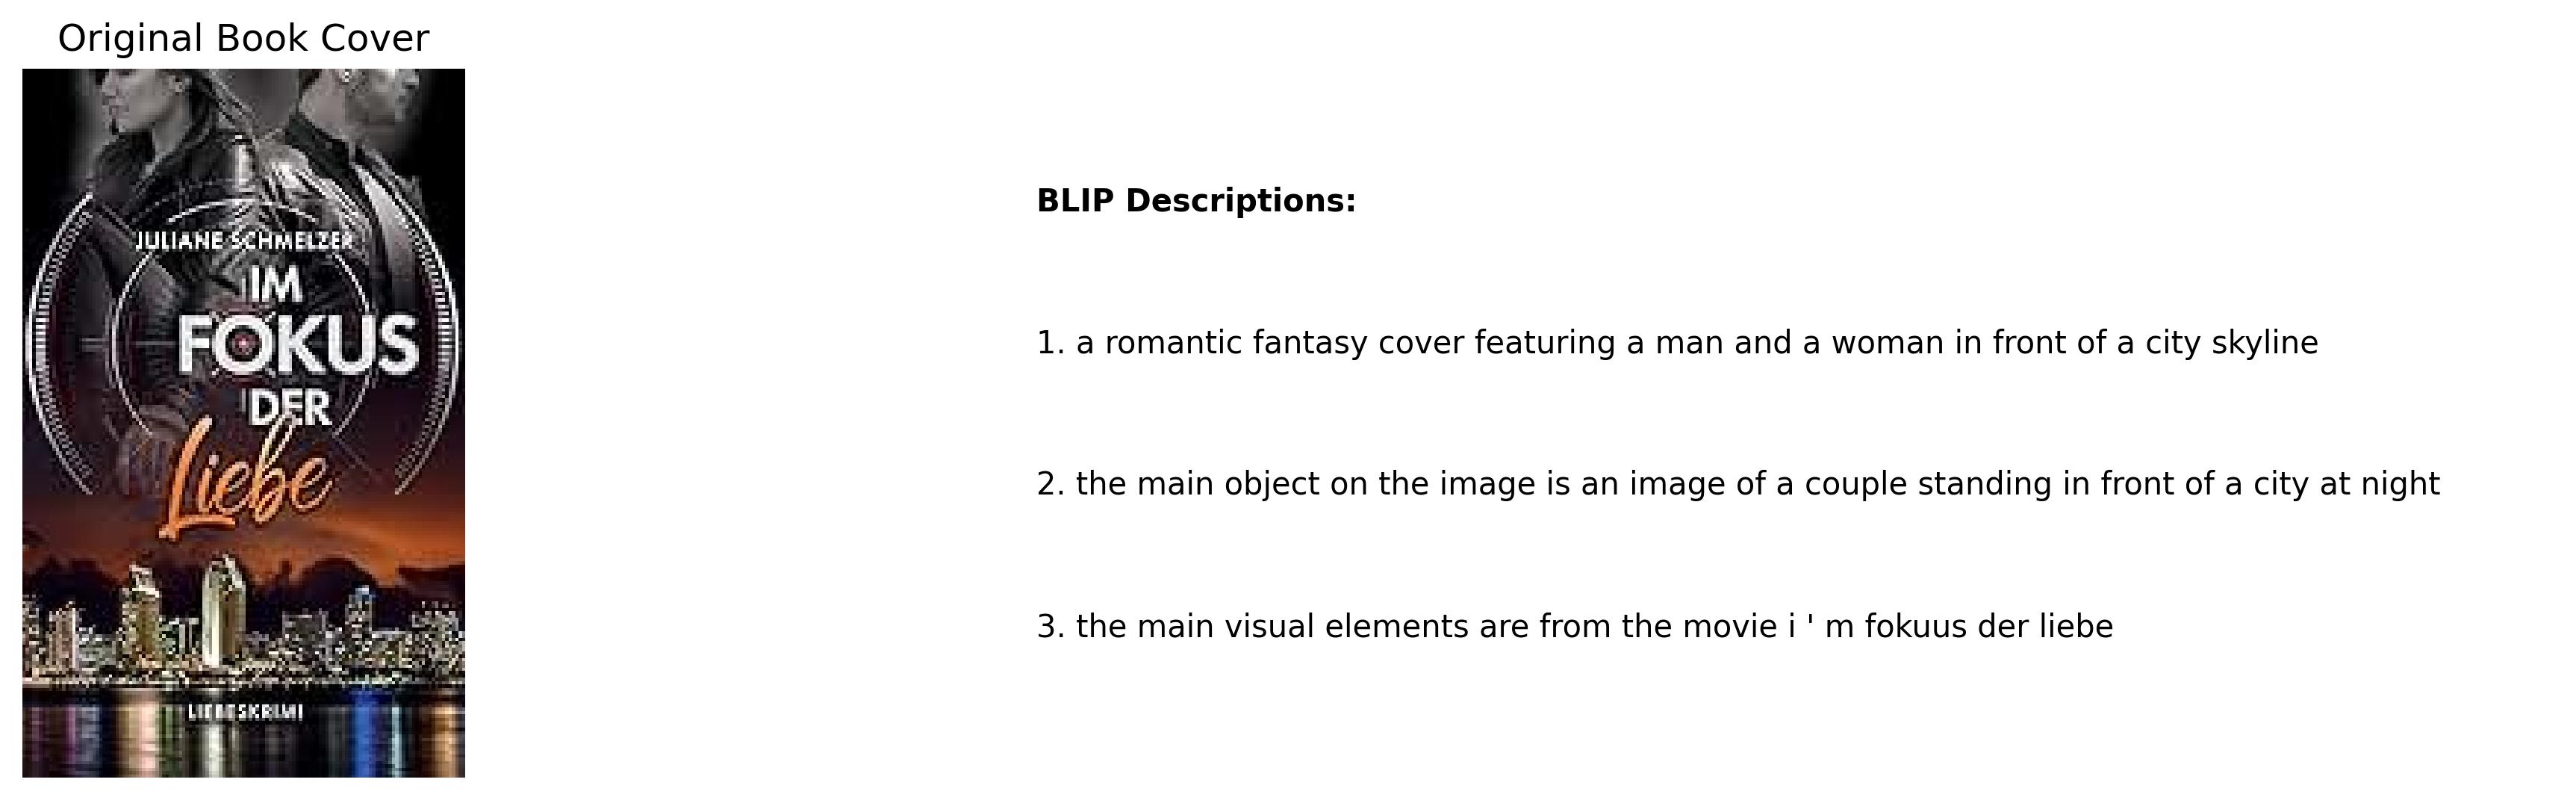 Original Book Cover
JULIANE SCHMELZER
IM
FOKUS
DER
Liebe
LIEBESKRIMI
BLIP Descriptions:
1. a romantic fantasy cover featuring a man and a woman in front of a city skyline
2. the main object on the image is an image of a couple standing in front of a city at night
3. the main visual elements are from the movie i ' m fokuus der liebe